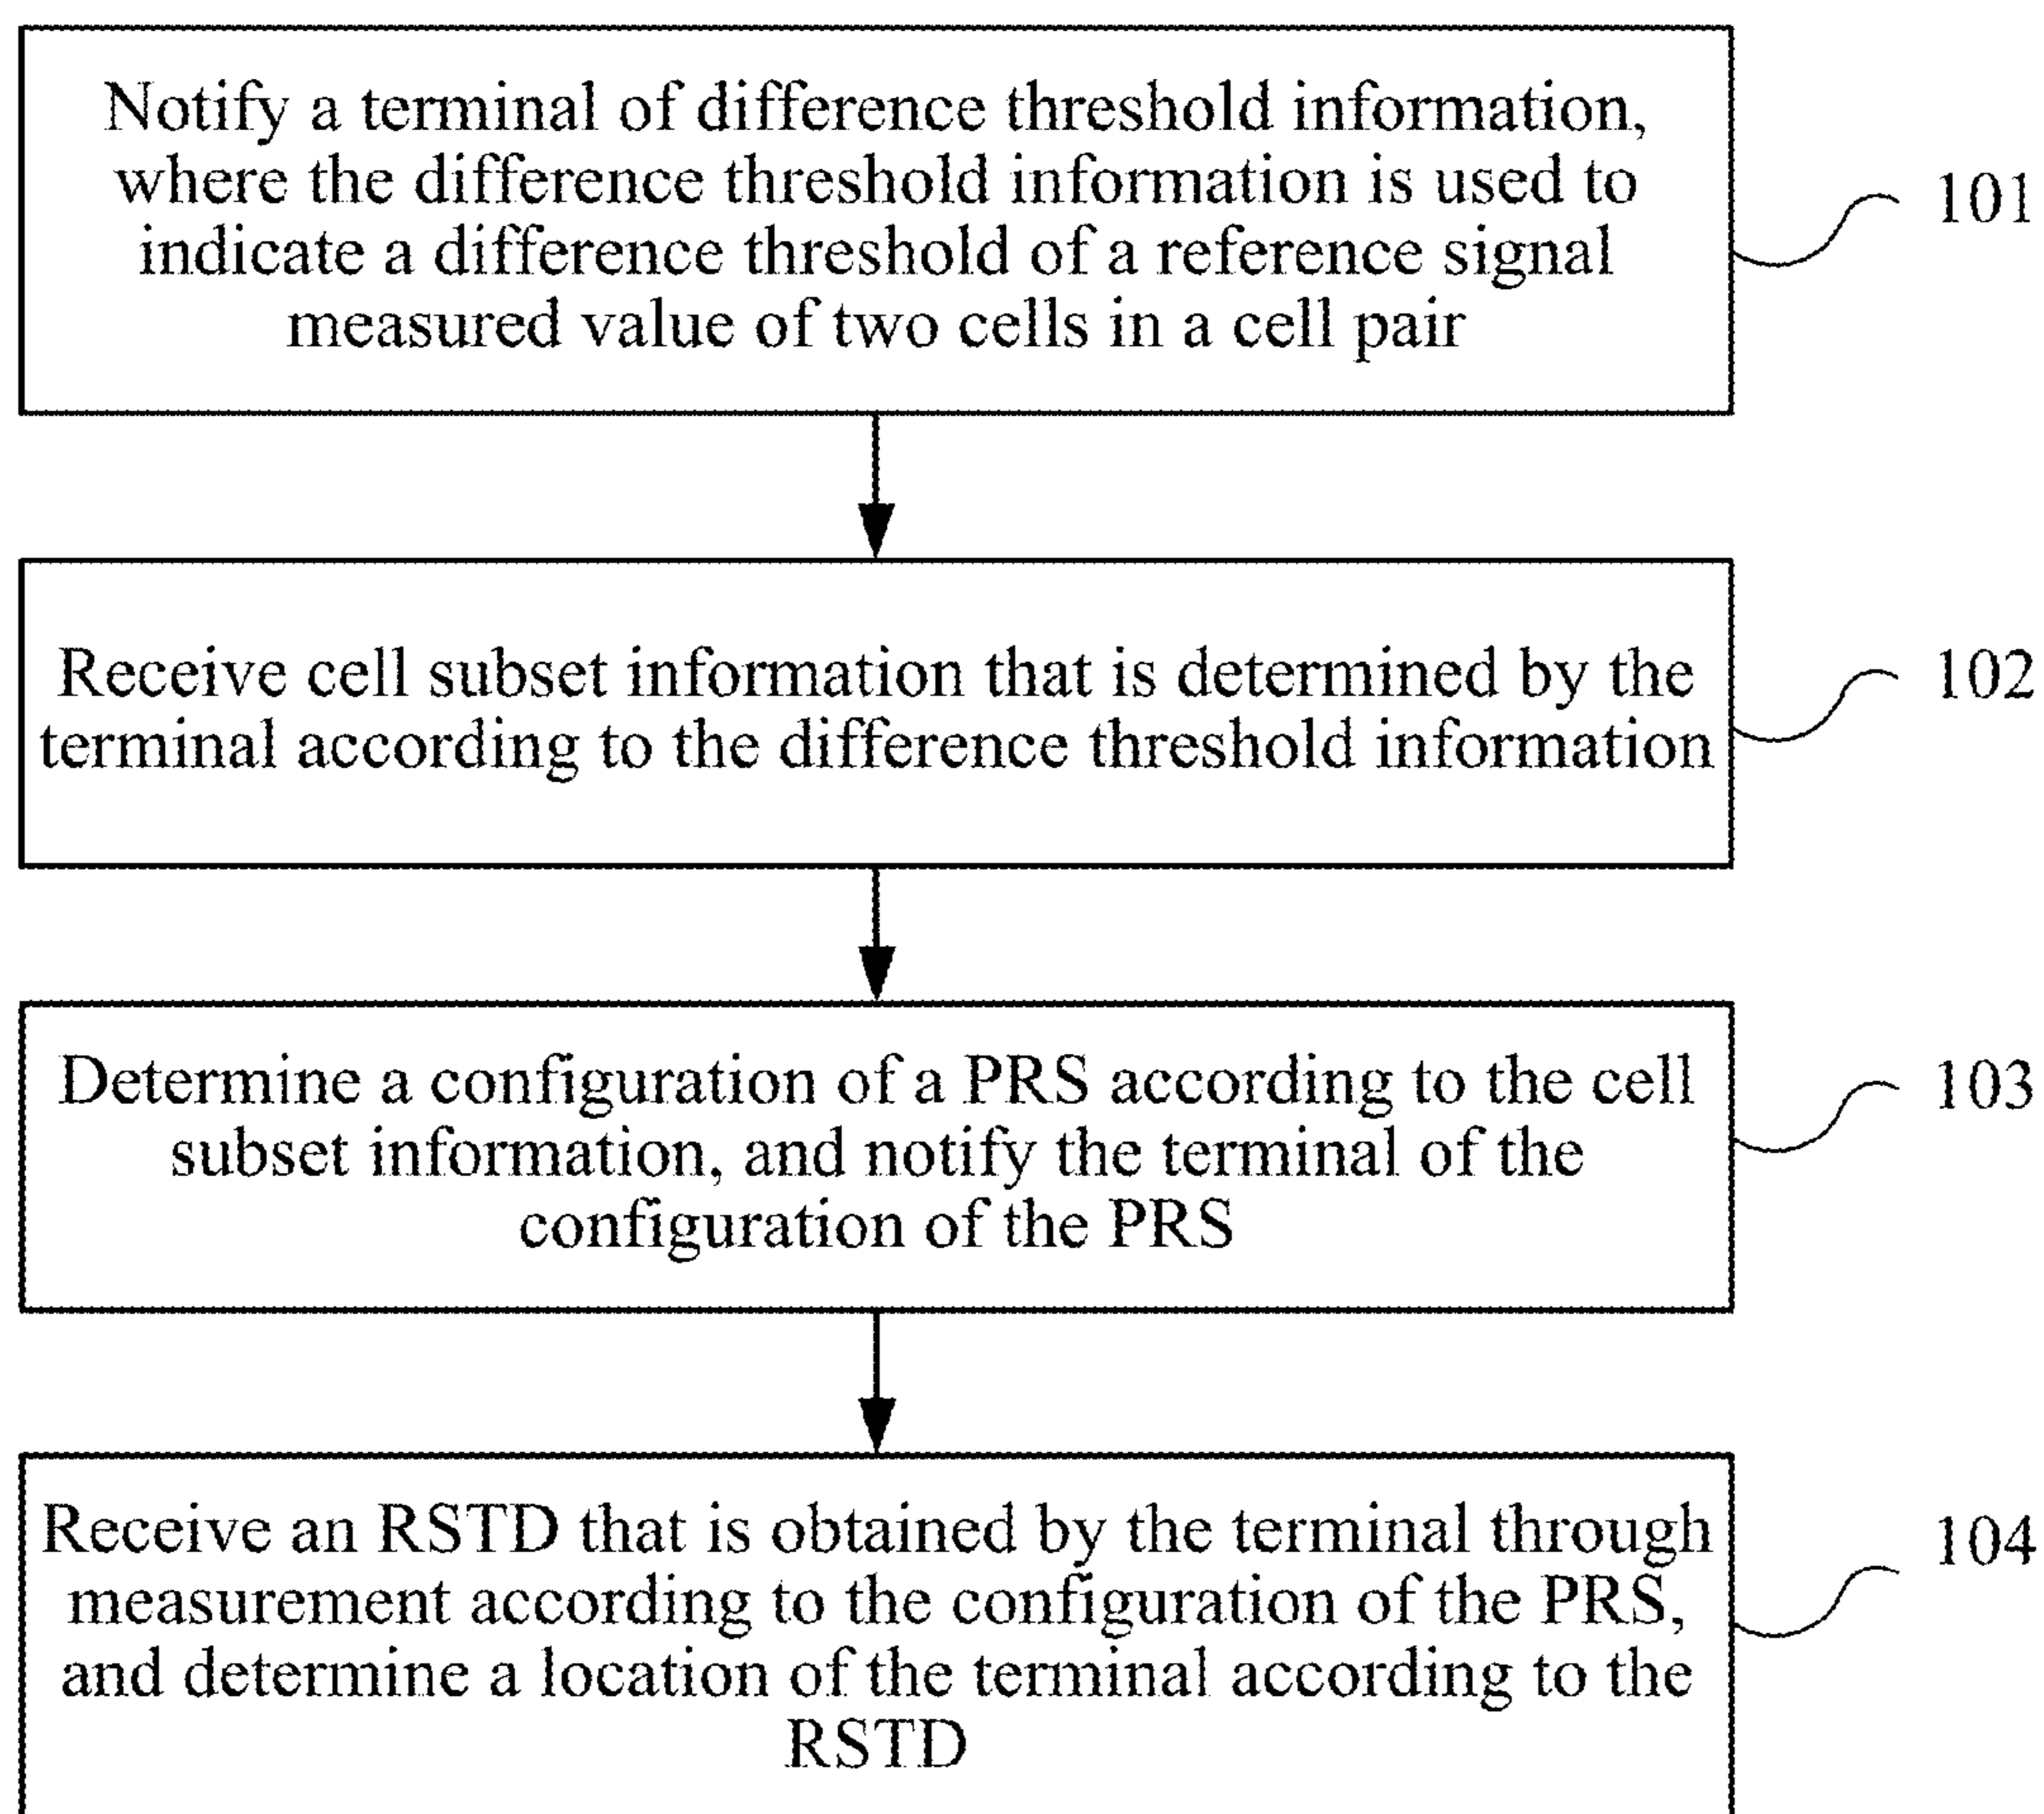 Notify a terminal of difference threshold information,
where the difference threshold information is used to
indicate a difference threshold of a reference signal
measured value of two cells in a cell pair
101
Receive cell subset information that is determined by the
terminal according to the difference threshold information
102
Determine a configuration of a PRS according to the cell
subset information, and notify the terminal of the
configuration of the PRS
103
Receive an RSTD that is obtained by the terminal through
measurement according to the configuration of the PRS,
and determine a location of the terminal according to the
RSTD
104